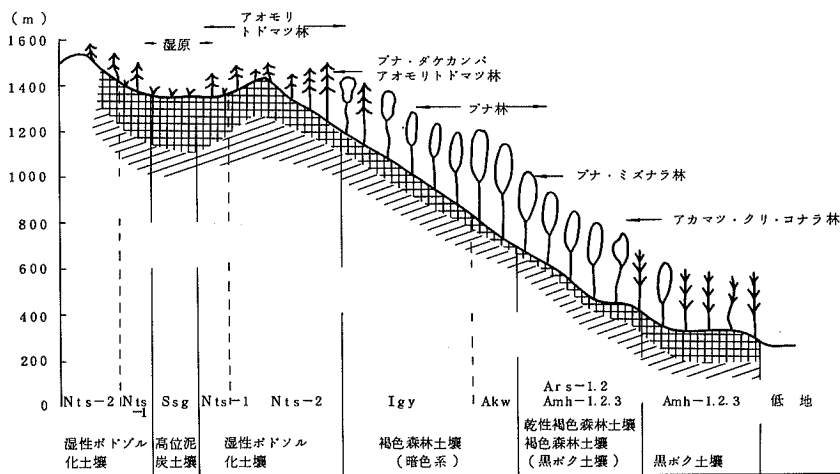 (m)
1600
1400
1200
1000
800
600
400
200
0
アオモリ
トドマツ林
湿原
ブナ・ダケカンバ
アオモリトドマツ林
ブナ林
ブナ・ミズナラ林
アカマツ・クリ・コナラ林
Nts-2
Nts
-1
Ssg
Nts-1
Nts-2
Igy
Akw
Ars-1.2
Amh-1.2.3
Amh-1.2.3
低地
湿性ポドゾル
化土壌
高位泥
炭土壌
湿性ポドソル
化土壌
褐色森林土壌
(暗色系)
乾性褐色森林土壌
褐色森林土壌
(黒ボク土壌)
黒ボク土壌